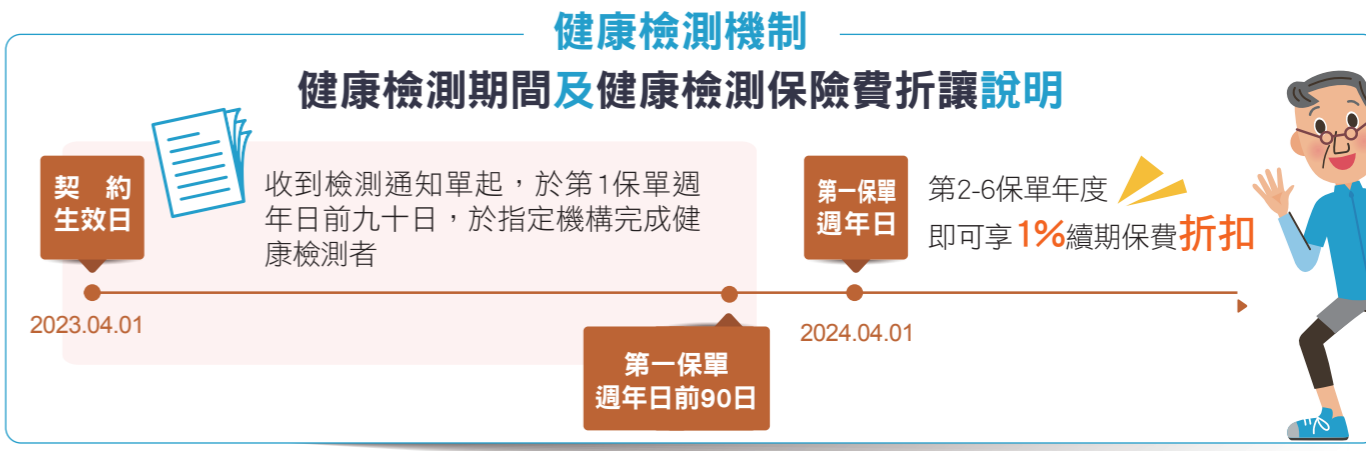 健康檢測機制
健康檢測期間及健康檢測保險費折讓說明
契 約
生效日
收到檢測通知單起，於第1保單週
年日前九十日，於指定機構完成健
康檢測者
第一保單
週年日
第2-6保單年度
即可享1%續期保費折扣
2023.04.01
2024.04.01
第一保單
週年日前90日